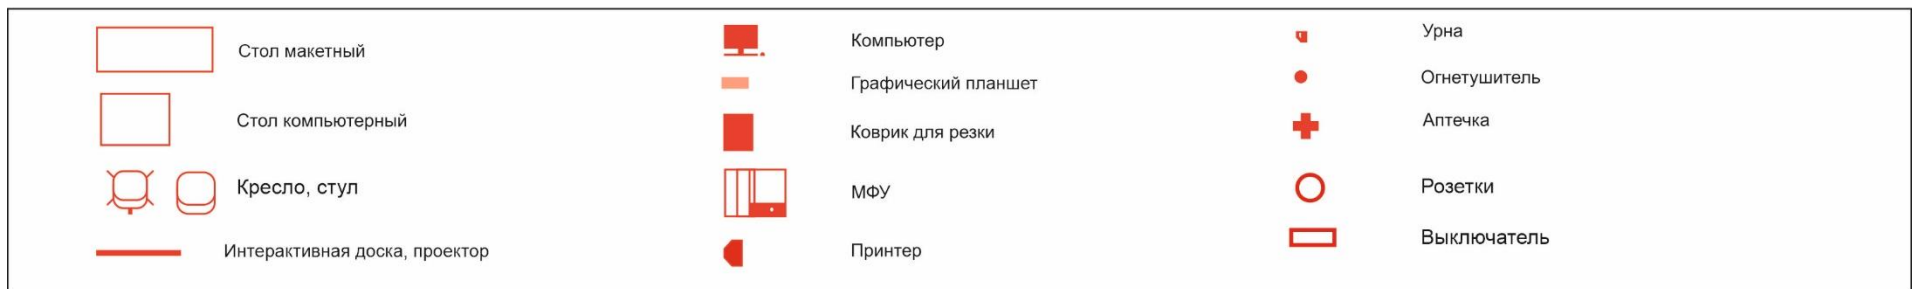 Стол макетный
Стол компьютерный
Кресло, стул
Интерактивная доска, проектор
Компьютер
Графический планшет
Коврик для резки
МФУ
Принтер
Урна
Огнетушитель
Аптечка
Розетки
Выключатель